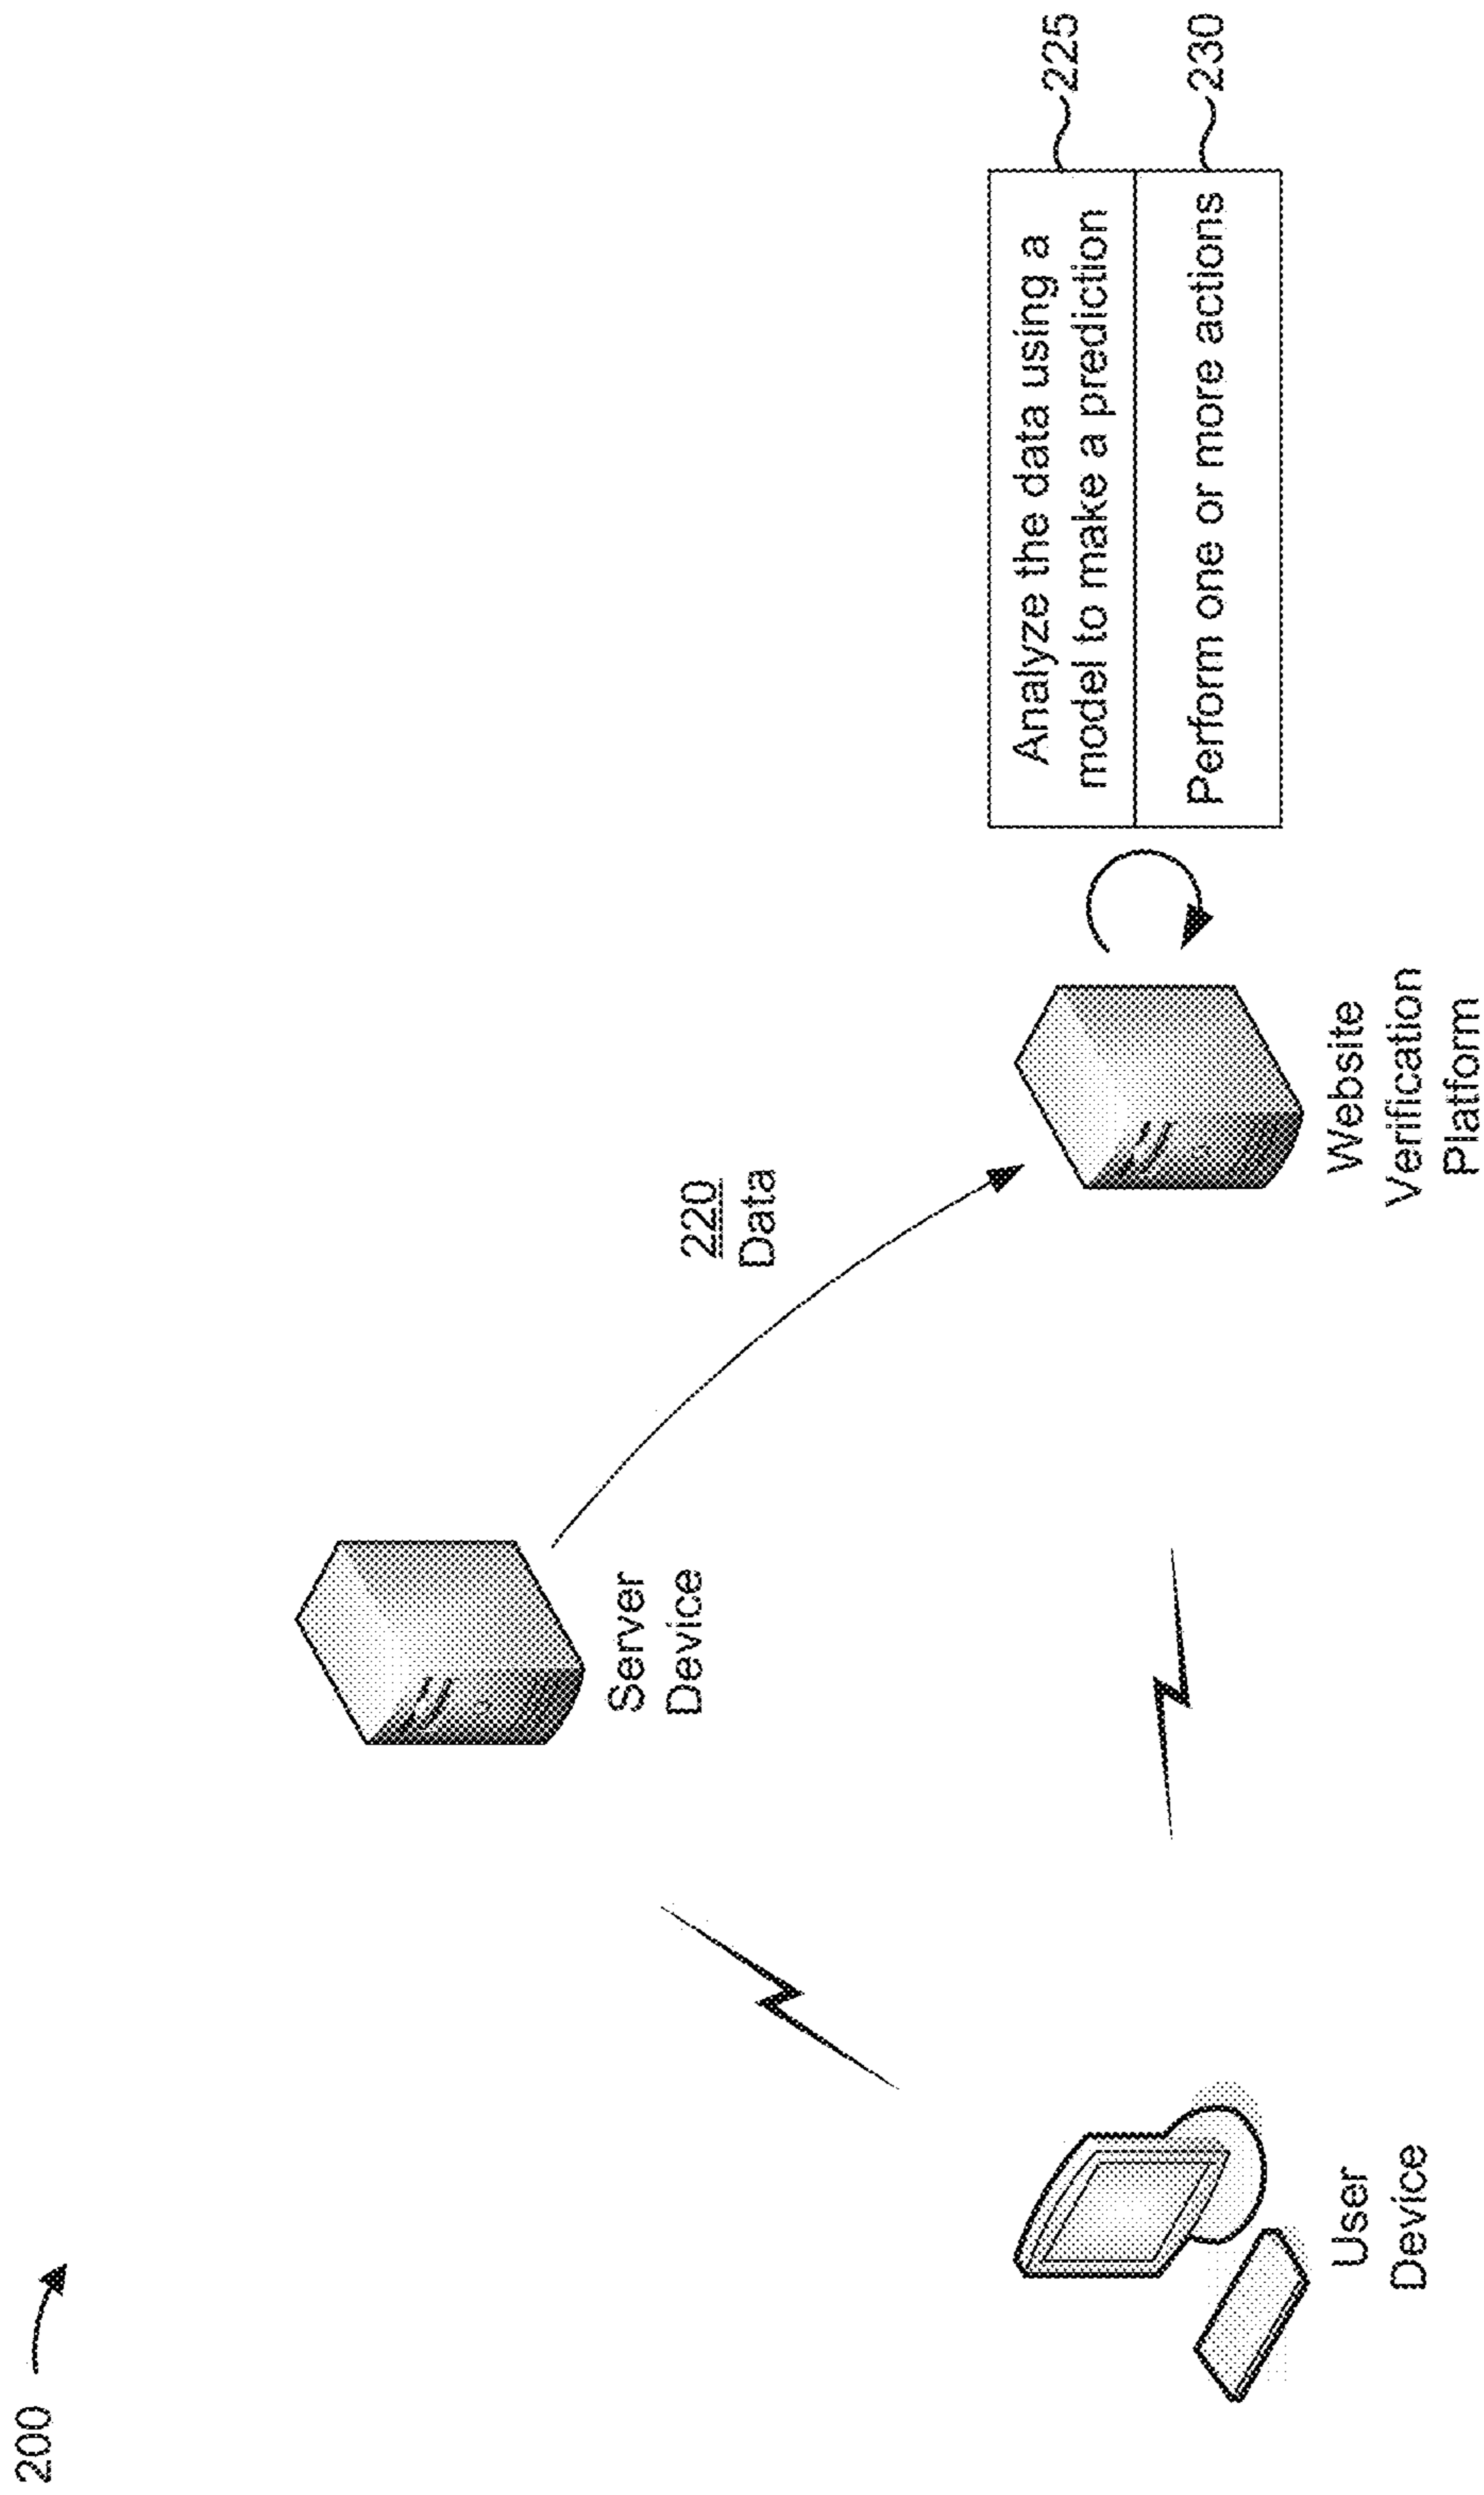 200
Server
Device
220
Data
Analyze the data using a
model to make a prediction
225
Perform one or more actions
230
User
Device
Website
Verification
Platform